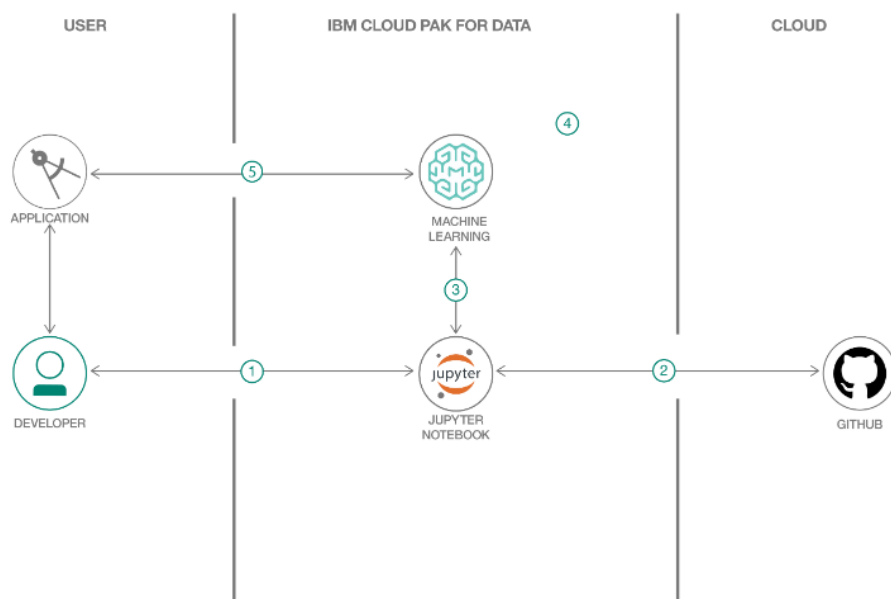 USER
IBM CLOUD PAK FOR DATA
CLOUD
4
5
APPLICATION
MACHINE
LEARNING
3
1
jupyter
2
DEVELOPER
JUPYTER
NOTEBOOK
GITHUB